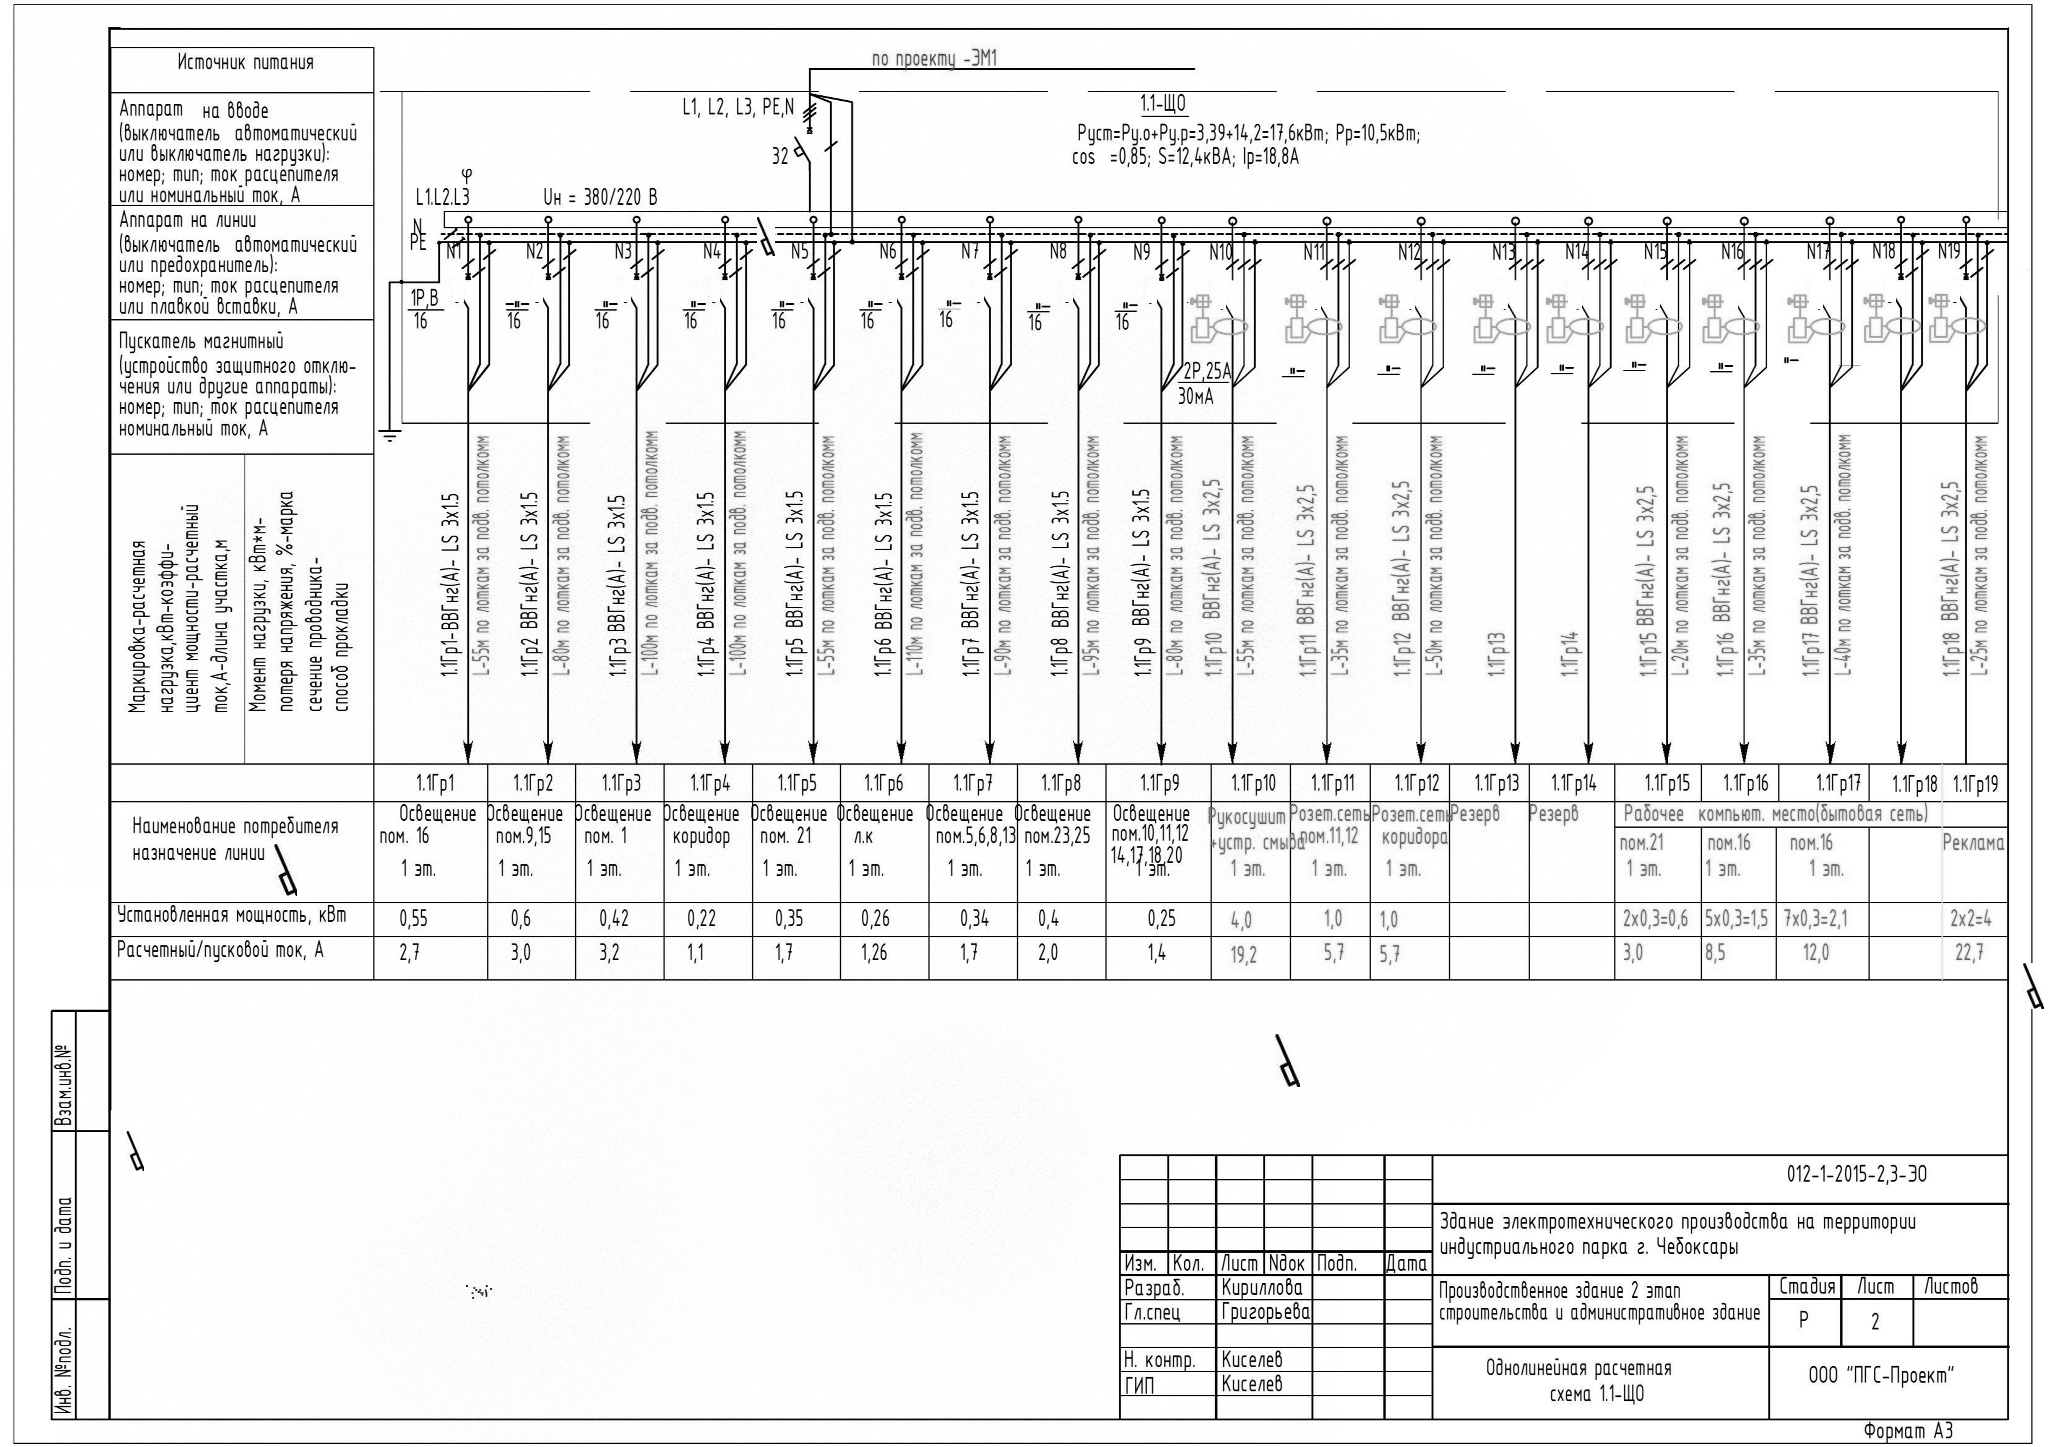 Источник питания
Аппарат на вводе
(выключатель автоматический
или выключатель нагрузки):
номер; тип; ток расцепителя
или номинальный ток, А
Аппарат на линии
(выключатель автоматический
или предохранитель):
номер; тип; ток расцепителя
или плавкой вставки, А
Пускатель магнитный
(устройство защитного отклю-
чения или другие аппараты):
номер; тип; ток расцепителя
номинальный ток, А
Маркировка-расчетная
нагрузка,кВт-коэффи-
циент мощности-расчетный
ток,А-длина участка,м
Момент нагрузки, кВт*м-
потеря напряжения, %-марка
сечение проводника-
способ прокладки
по проекту -ЭМ1
L1, L2, L3, PE,N
32
1.1-ЩО
Руст=Ру.о+Ру.р=3,39+14,2=17,6кВт; Рр=10,5кВт;
cos =0,85; S=12,4кВА; Iр=18,8А
φ
L1.L2.L3
Uн = 380/220 В
N
PE
N1 N2 N3 N4 N5 N6 N7 N8 N9 N10 N11 N12 N13 N14 N15 N16 N17 N18 N19
1Р,В
16
-"- 16
"- 16
"- 16
"- 16
"- 16
"- 16
"- 16
"- 16
2Р,25А
30мА
"- "- "- "- "- "- "-
1.1Гр1-ВВГнг(А)- LS 3х1.5
L-55м по лоткам за подв. потолкомм
1.1Гр2 ВВГнг(А)- LS 3х1.5
L-80м по лоткам за подв. потолкомм
1.1Гр3 ВВГнг(А)- LS 3х1.5
L-100м по лоткам за подв. потолкомм
1.1Гр4 ВВГнг(А)- LS 3х1.5
L-100м по лоткам за подв. потолкомм
1.1Гр5 ВВГнг(А)- LS 3х1.5
L-55м по лоткам за подв. потолкомм
1.1Гр6 ВВГнг(А)- LS 3х1.5
L-110м по лоткам за подв. потолкомм
1.1Гр7 ВВГнг(А)- LS 3х1.5
L-90м по лоткам за подв. потолкомм
1.1Гр8 ВВГнг(А)- LS 3х1.5
L-95м по лоткам за подв. потолкомм
1.1Гр9 ВВГнг(А)- LS 3х1.5
L-80м по лоткам за подв. потолкомм
1.1Гр10 ВВГнг(А)- LS 3х2,5
L-55м по лоткам за подв. потолкомм
1.1Гр11 ВВГнг(А)- LS 3х2,5
L-35м по лоткам за подв. потолкомм
1.1Гр12 ВВГнг(А)- LS 3х2,5
L-50м по лоткам за подв. потолкомм
1.1Гр13
1.1Гр14
1.1Гр15 ВВГнг(А)- LS 3х2,5
L-20м по лоткам за подв. потолкомм
1.1Гр16 ВВГнг(А)- LS 3х2,5
L-35м по лоткам за подв. потолкомм
1.1Гр17 ВВГнг(А)- LS 3х2,5
L-40м по лоткам за подв. потолкомм
1.1Гр18 ВВГнг(А)- LS 3х2,5
L-25м по лоткам за подв. потолкомм
1.1Гр1 1.1Гр2 1.1Гр3 1.1Гр4 1.1Гр5 1.1Гр6 1.1Гр7 1.1Гр8 1.1Гр9 1.1Гр10 1.1Гр11 1.1Гр12 1.1Гр13 1.1Гр14 1.1Гр15 1.1Гр16 1.1Гр17 1.1Гр18 1.1Гр19
Наименование потребителя
назначение линии
Освещение
пом. 16
1 эт.
Освещение
пом.9,15
1 эт.
Освещение
пом. 1
1 эт.
Освещение
коридор
1 эт.
Освещение
пом. 21
1 эт.
Освещение
л.к
1 эт.
Освещение
пом.5,6,8,13
1 эт.
Освещение
пом.23,25
1 эт.
Освещение
пом.10,11,12
14,17,18,20
1 эт.
Рукосушит
+устр. смыва
1 эт.
Розет.сеть
пом.11,12
1 эт.
Розет.сеть
коридора
1 эт.
Резерв
Резерв
Рабочее компьют. место(бытовая сеть)
пом.21
1 эт.
пом.16
1 эт.
пом.16
1 эт.
Реклама
Установленная мощность, кВт 0,55 0,6 0,42 0,22 0,35 0,26 0,34 0,4 0,25 4,0 1,0 1,0 2х0,3=0,6 5х0,3=1,5 7х0,3=2,1 2х2=4
Расчетный/пусковой ток, А 2,7 3,0 3,2 1,1 1,7 1,26 1,7 2,0 1,4 19,2 5,7 5,7 3,0 8,5 12,0 22,7
Взам.инв.№
Подп. и дата
Инв. №подл.
012-1-2015-2,3-ЭО
Здание электротехнического производства на территории
индустриального парка г. Чебоксары
Изм. Кол. Лист Nдок Подп. Дата
Разраб. Кириллова
Гл.спец Григорьева
Н. контр. Киселев
ГИП Киселев
Производственное здание 2 этап
строительства и административное здание
Стадия Лист Листов
Р 2
Однолинейная расчетная
схема 1.1-ЩО
ООО "ПГС-Проект"
Формат А3